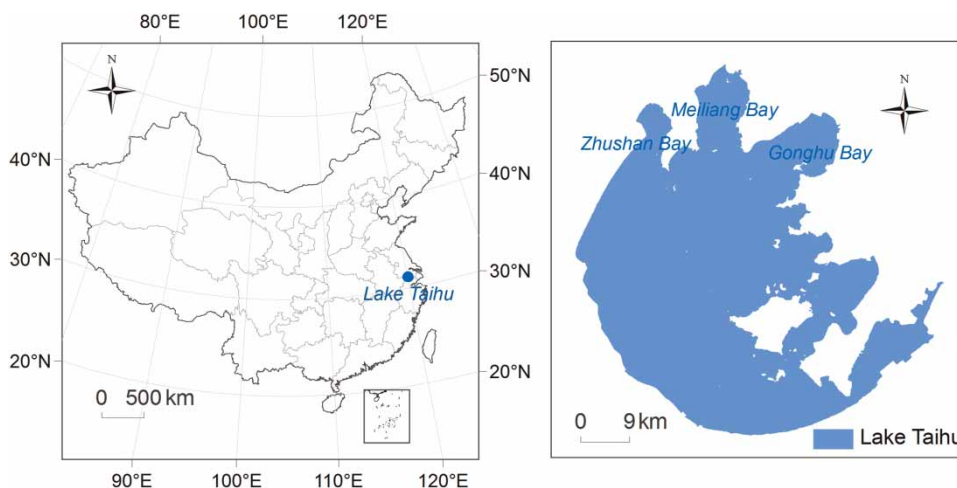 80°E 100°E 120°E
N
50°N
40°N
40°N
30°N
30°N
Lake Taihu
20°N
20°N
0 500 km
90°E 100°E 110°E 120°E
N
Meiliang Bay
Zhushan Bay
Gonghu Bay
0 9 km
Lake Taihu